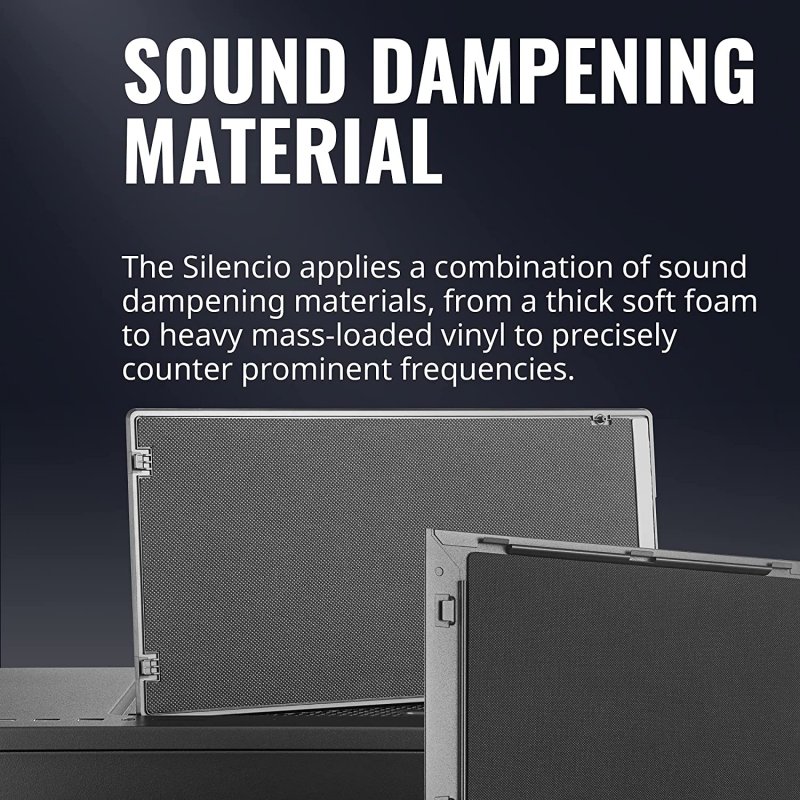 SOUND DAMPENING
MATERIAL
The Silencio applies a combination of sound
dampening materials, from a thick soft foam
to heavy mass-loaded vinyl to precisely
counter prominent frequencies.